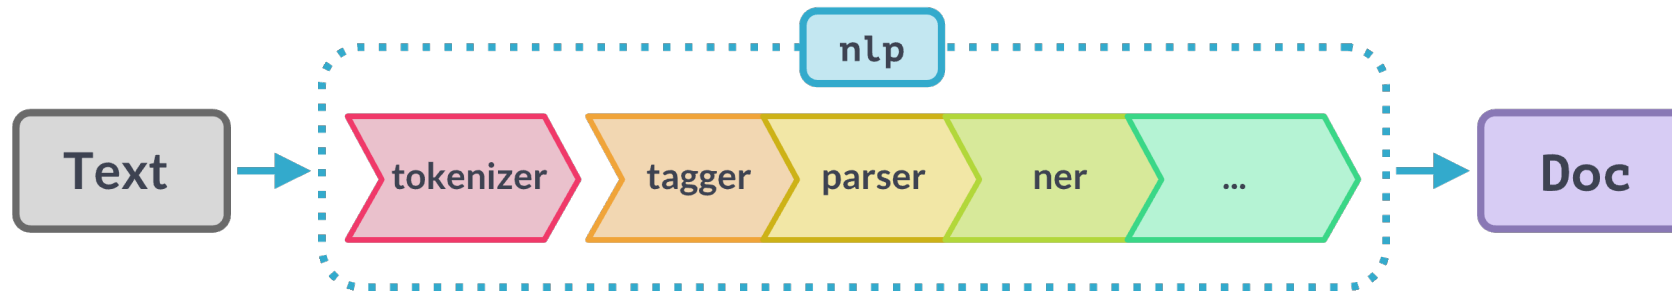 nlp
Text
tokenizer
tagger
parser
ner
...
Doc